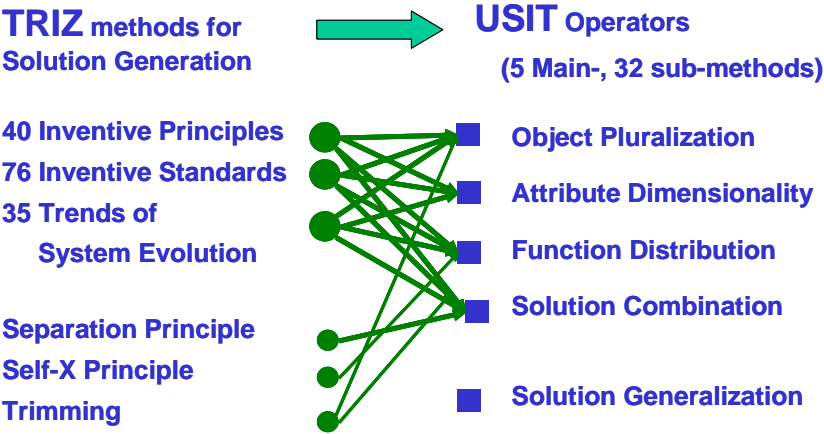 TRIZ methods for
Solution Generation
USIT Operators
(5 Main-, 32 sub-methods)
40 Inventive Principles
76 Inventive Standards
35 Trends of
System Evolution
Separation Principle
Self-X Principle
Trimming
Object Pluralization
Attribute Dimensionality
Function Distribution
Solution Combination
Solution Generalization